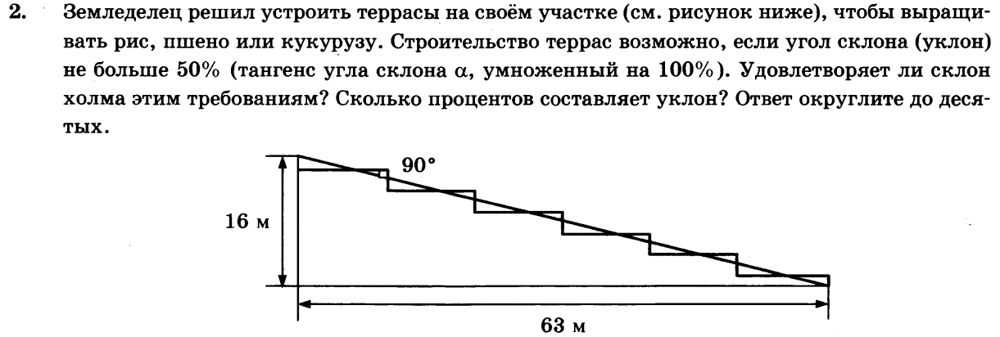 2. Земледелец решил устроить террасы на своём участке (см. рисунок ниже), чтобы выращи-
вать рис, пшено или кукурузу. Строительство террас возможно, если угол склона (уклон)
не больше 50% (тангенс угла склона α, умноженный на 100%). Удовлетворяет ли склон
холма этим требованиям? Сколько процентов составляет уклон? Ответ округлите до деся-
тых.
90°
16 м
63 м